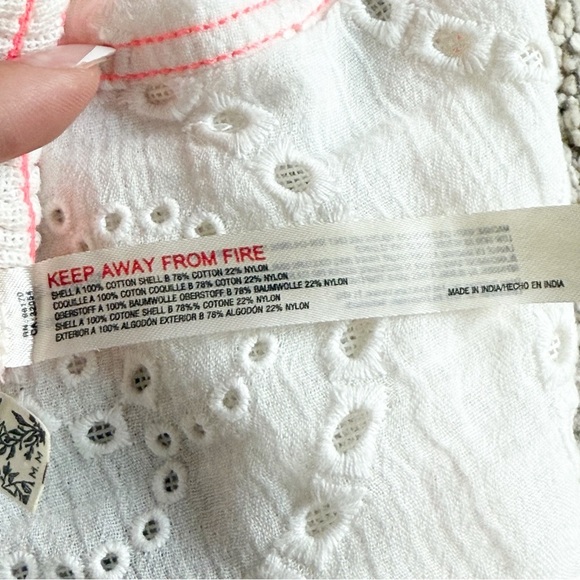 KEEP AWAY FROM FIRE
SHELL A 100% COTTON SHELL B 78% COTTON 22% NYLON
COQUILLE A 100% COTON COQUILLE B 78% COTON 22% NYLON
OBERSTOFF A 100% BAUMWOLLE OBERSTOFF B 78% BAUMWOLLE 22% NYLON
SHELL A 100% COTONE SHELL B 78%% COTONE 22% NYLON
EXTERIOR A 100% ALGODÓN EXTERIOR B 78% ALGODÓN 22% NYLON
MADE IN INDIA/HECHO EN INDIA
M.M